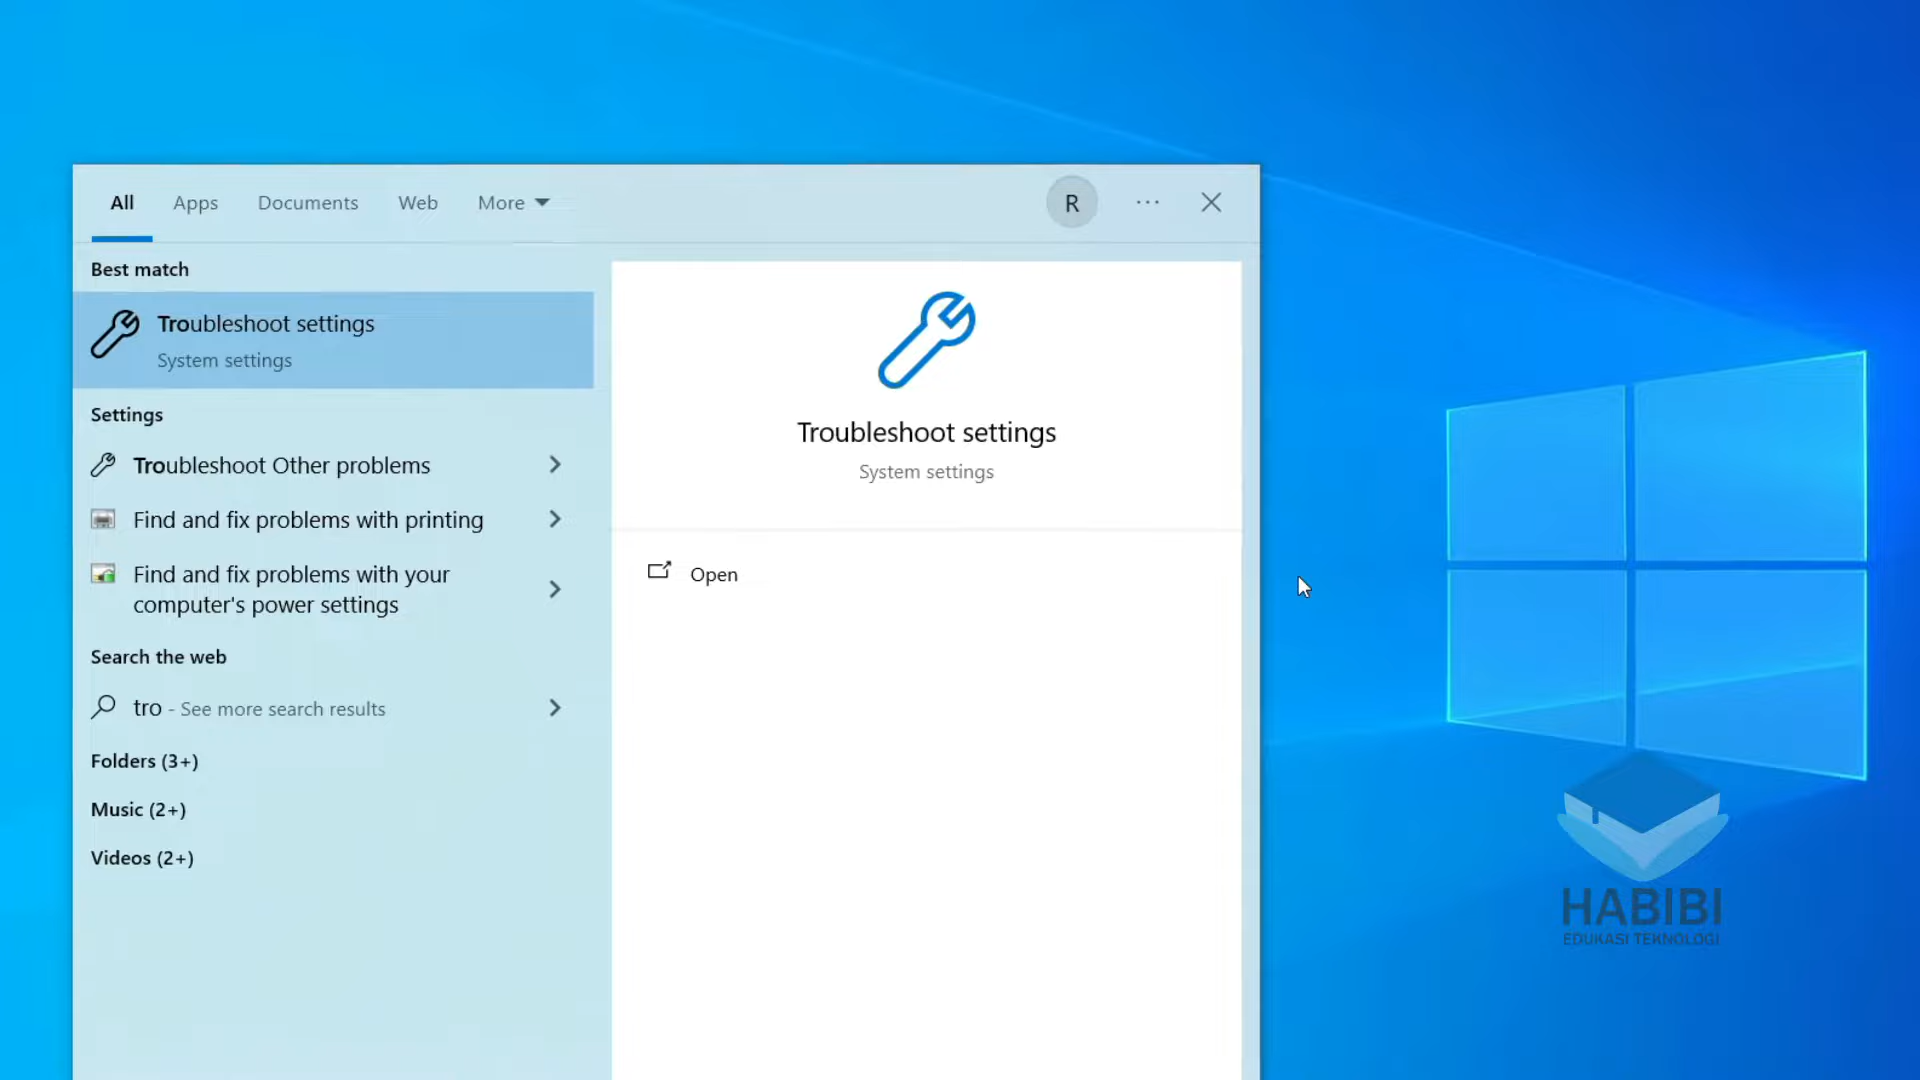 All Apps Documents Web More R
Best match
Troubleshoot settings
System settings
Settings
Troubleshoot Other problems
Find and fix problems with printing
Find and fix problems with your
computer's power settings
Search the web
tro - See more search results
Folders (3+)
Music (2+)
Videos (2+)
Troubleshoot settings
System settings
Open
HABIBI
EDUKASI TEKNOLOGI